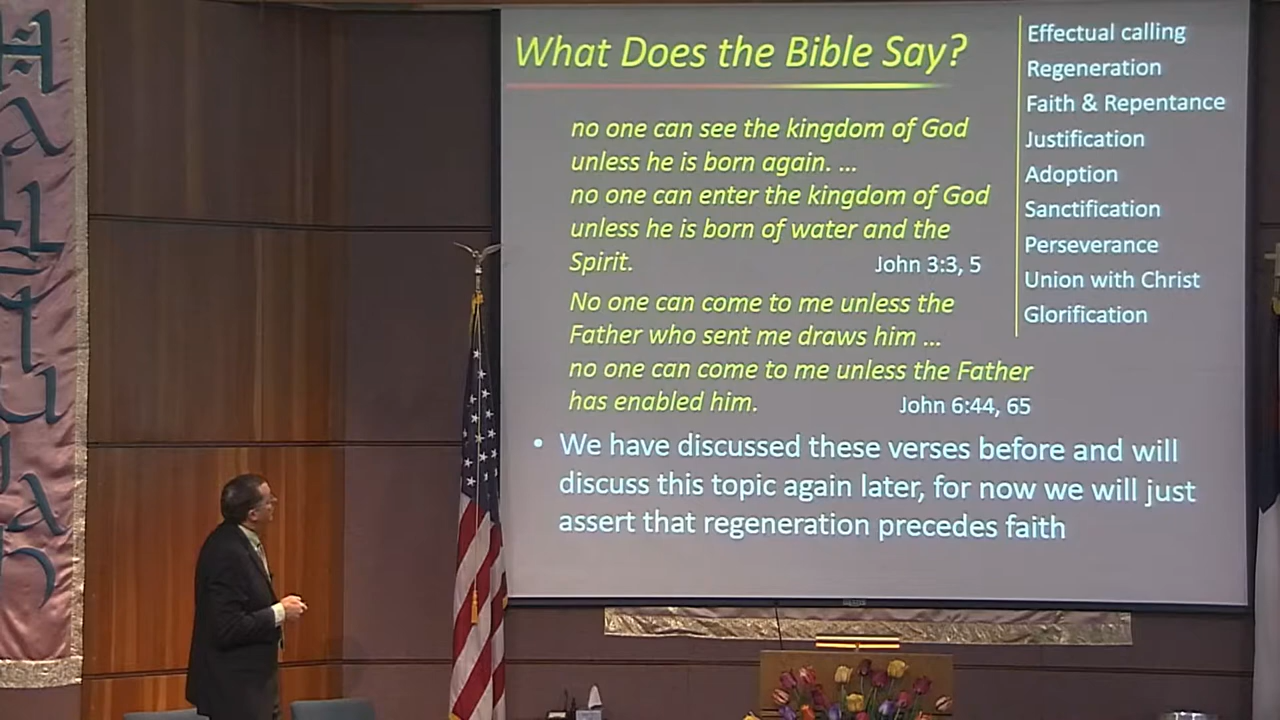 Hallelujah
What Does the Bible Say?
no one can see the kingdom of God
unless he is born again. ...
no one can enter the kingdom of God
unless he is born of water and the
Spirit. John 3:3, 5
No one can come to me unless the
Father who sent me draws him ...
no one can come to me unless the Father
has enabled him. John 6:44, 65
• We have discussed these verses before and will
discuss this topic again later, for now we will just
assert that regeneration precedes faith
Effectual calling
Regeneration
Faith & Repentance
Justification
Adoption
Sanctification
Perseverance
Union with Christ
Glorification